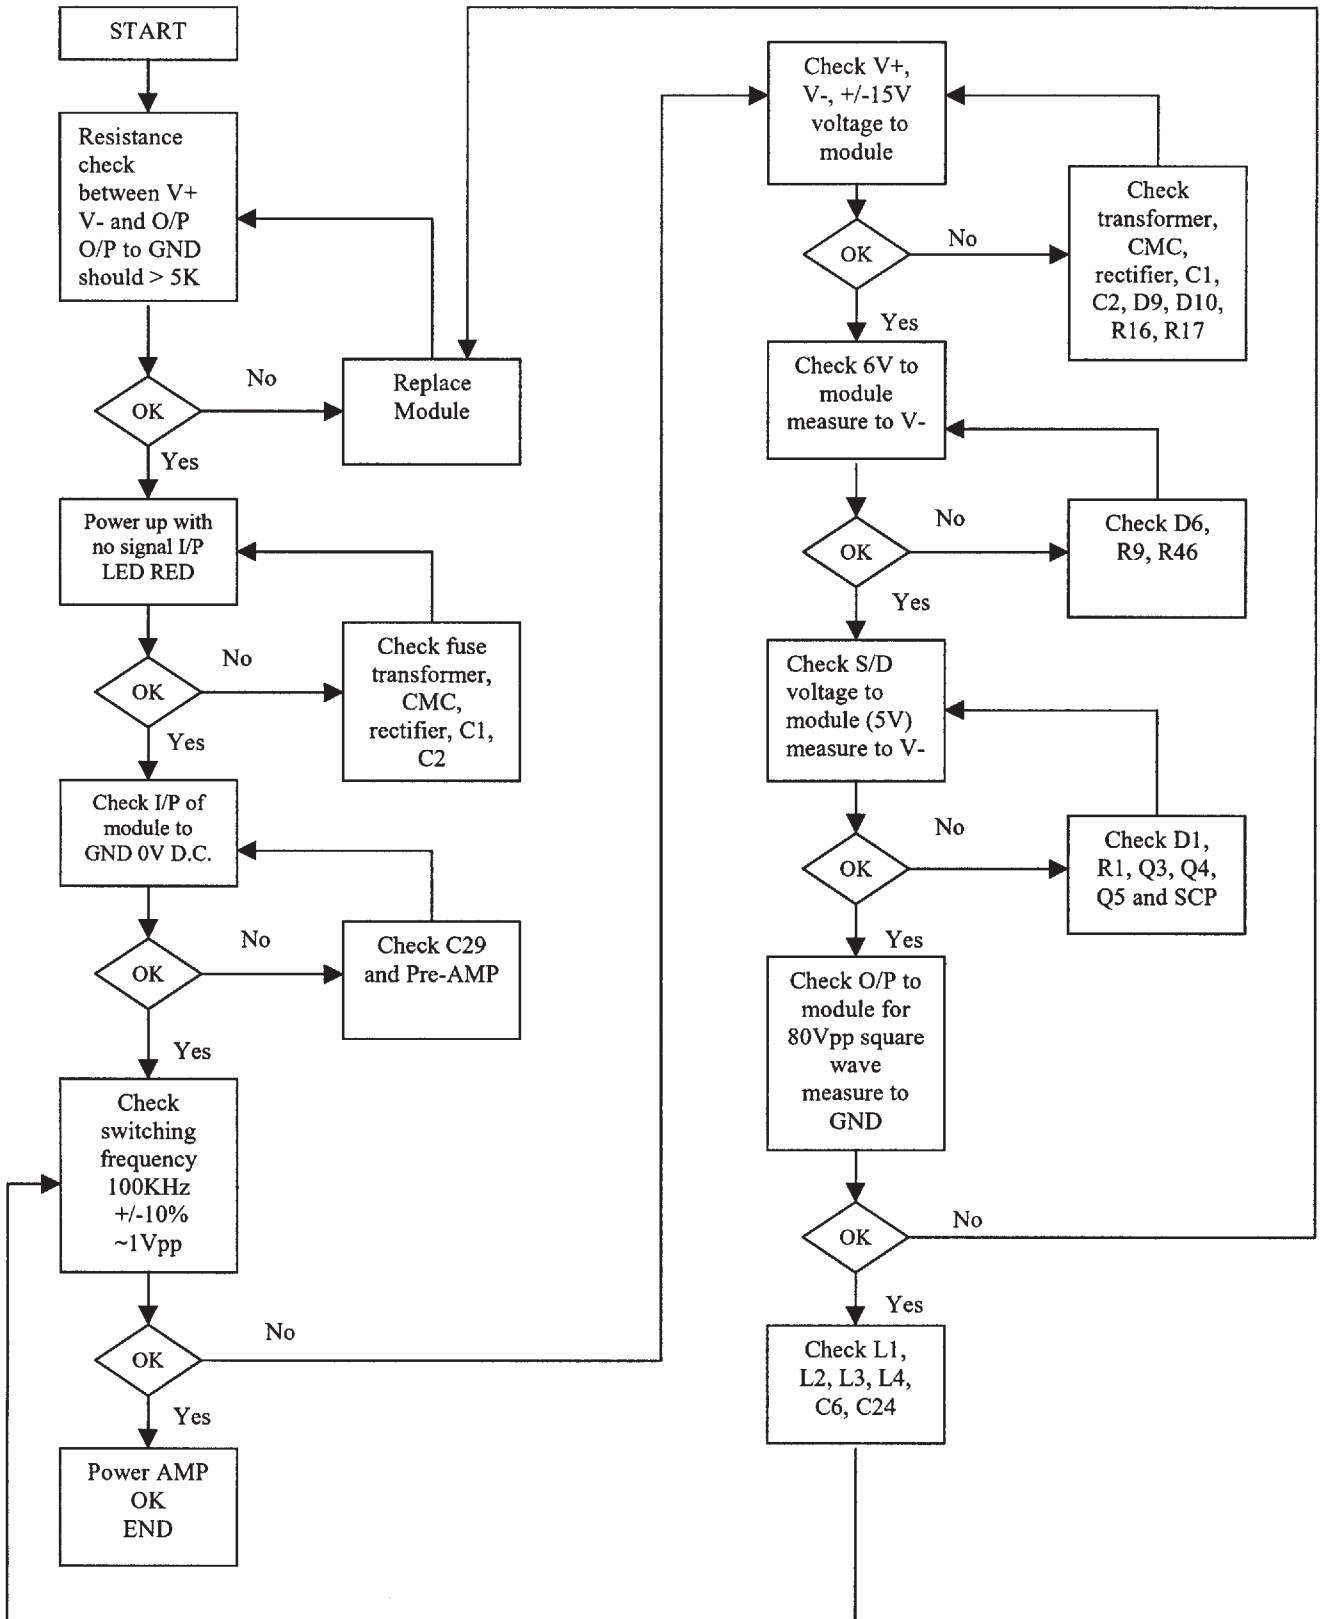 START
Resistance
check
between V+
V- and O/P
O/P to GND
should > 5K
OK
No
Replace
Module
Yes
Power up with
no signal I/P
LED RED
OK
No
Check fuse
transformer,
CMC,
rectifier, C1,
C2
Yes
Check I/P of
module to
GND 0V D.C.
OK
No
Check C29
and Pre-AMP
Yes
Check
switching
frequency
100KHz
+/-10%
~1Vpp
OK
No
Yes
Power AMP
OK
END
Check V+,
V-, +/-15V
voltage to
module
OK
No
Check
transformer,
CMC,
rectifier, C1,
C2, D9, D10,
R16, R17
Yes
Check 6V to
module
measure to V-
OK
No
Check D6,
R9, R46
Yes
Check S/D
voltage to
module (5V)
measure to V-
OK
No
Check D1,
R1, Q3, Q4,
Q5 and SCP
Yes
Check O/P to
module for
80Vpp square
wave
measure to
GND
OK
No
Yes
Check L1,
L2, L3, L4,
C6, C24